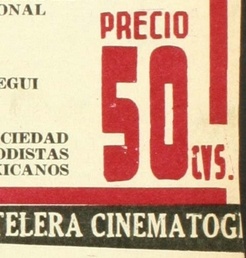 ONAL
PRECIO
50 CVS.
EGUI
CIEDAD
ODISTAS
XICANOS
TELERA CINEMATOG